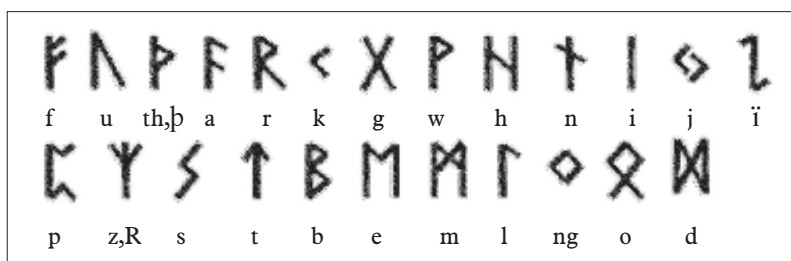 ᚠ ᚢ ᚦ ᚨ ᚱ ᚲ ᚷ ᚹ ᚺ ᚾ ᛁ ᛃ ᛇ
f u th,þ a r k g w h n i j ï
ᛈ ᛉ ᛊ ᛏ ᛒ ᛖ ᛗ ᛚ ᛜ ᛟ ᛞ
p z,R s t b e m l ng o d